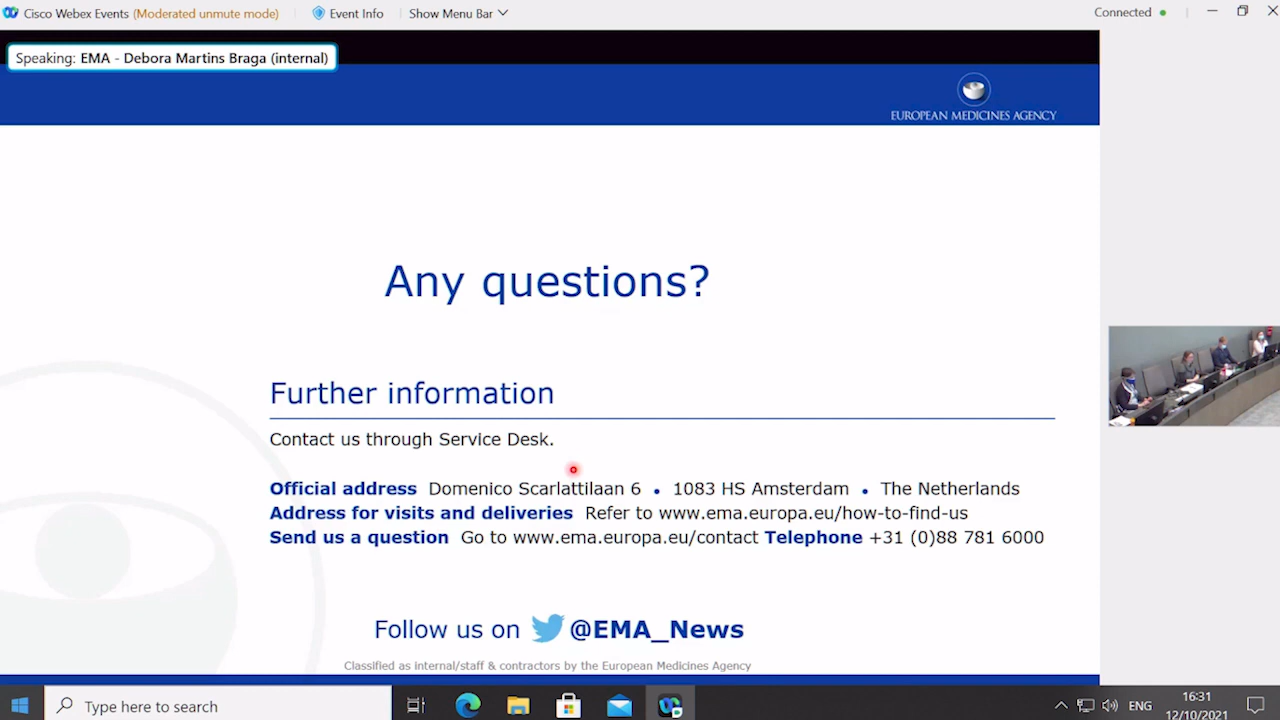 Cisco Webex Events (Moderated unmute mode)
Event Info
Show Menu Bar
Connected
Speaking: EMA - Debora Martins Braga (internal)
EUROPEAN MEDICINES AGENCY
Any questions?
Further information
Contact us through Service Desk.
Official address Domenico Scarlattilaan 6 • 1083 HS Amsterdam • The Netherlands
Address for visits and deliveries Refer to www.ema.europa.eu/how-to-find-us
Send us a question Go to www.ema.europa.eu/contact Telephone +31 (0)88 781 6000
Follow us on @EMA_News
Classified as internal/staff & contractors by the European Medicines Agency
Type here to search
ENG
16:31
12/10/2021